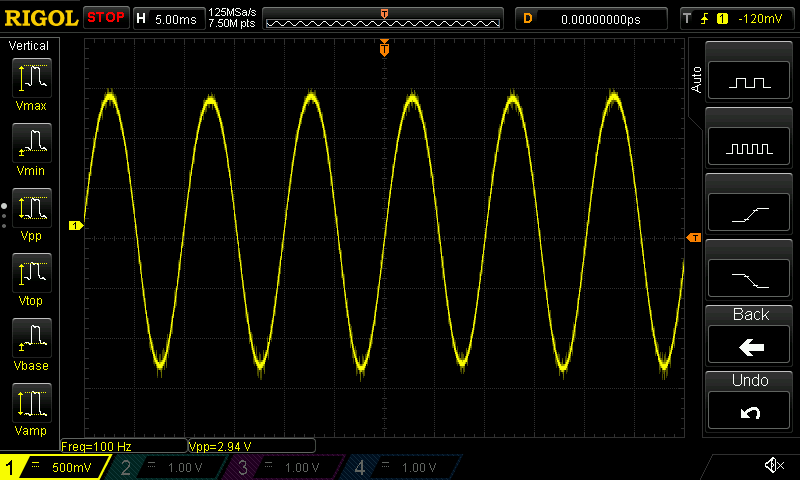 RIGOL STOP H 5.00ms 125MSa/s D 0.00000000ps T 1 -120mV
7.50M pts
T
Vertical
T
Auto
Vmax
Vmin
Vpp
1
T
Vtop
Back
Vbase
Undo
Vamp
Freq=100 Hz Vpp=2.94 V
1 500mV 2 1.00 V 3 1.00 V 4 1.00 V